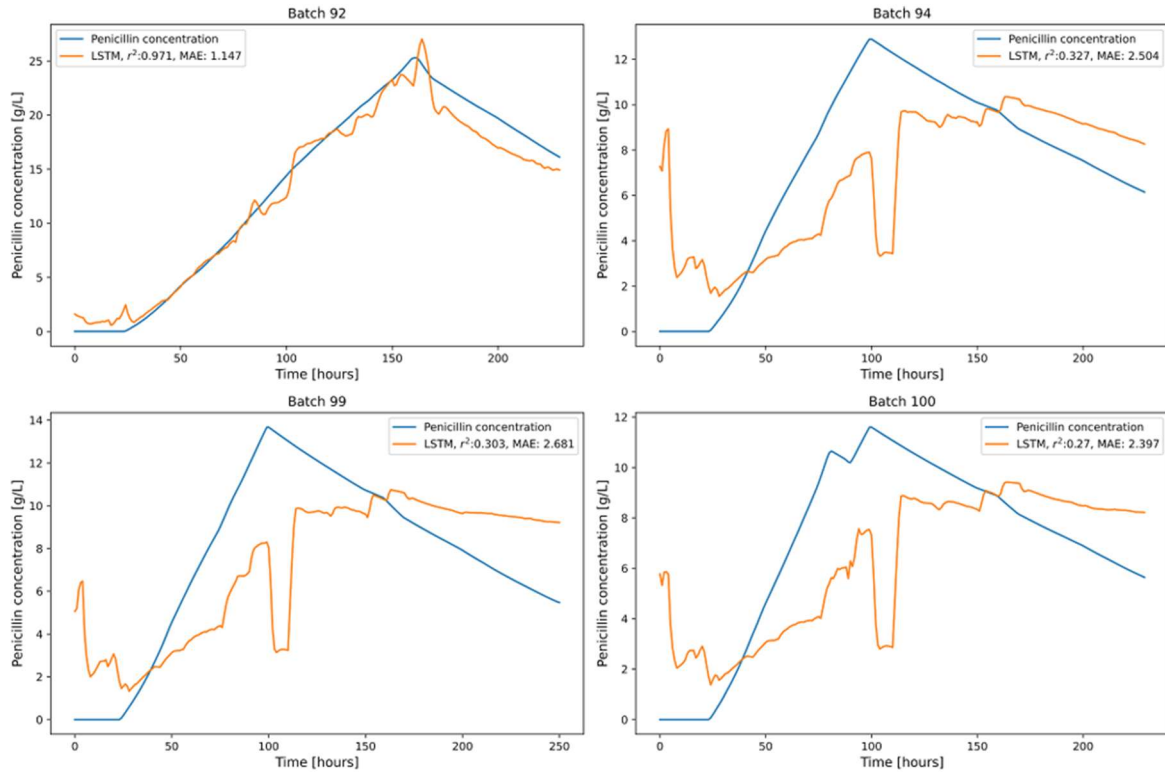 Batch 92
Penicillin concentration
LSTM, r²:0.971, MAE: 1.147
Penicillin concentration [g/L]
25
20
15
10
5
0
0 50 100 150 200
Time [hours]
Batch 94
Penicillin concentration
LSTM, r²:0.327, MAE: 2.504
Penicillin concentration [g/L]
12
10
8
6
4
2
0
0 50 100 150 200
Time [hours]
Batch 99
Penicillin concentration
LSTM, r²:0.303, MAE: 2.681
Penicillin concentration [g/L]
14
12
10
8
6
4
2
0
0 50 100 150 200 250
Time [hours]
Batch 100
Penicillin concentration
LSTM, r²:0.27, MAE: 2.397
Penicillin concentration [g/L]
12
10
8
6
4
2
0
0 50 100 150 200
Time [hours]